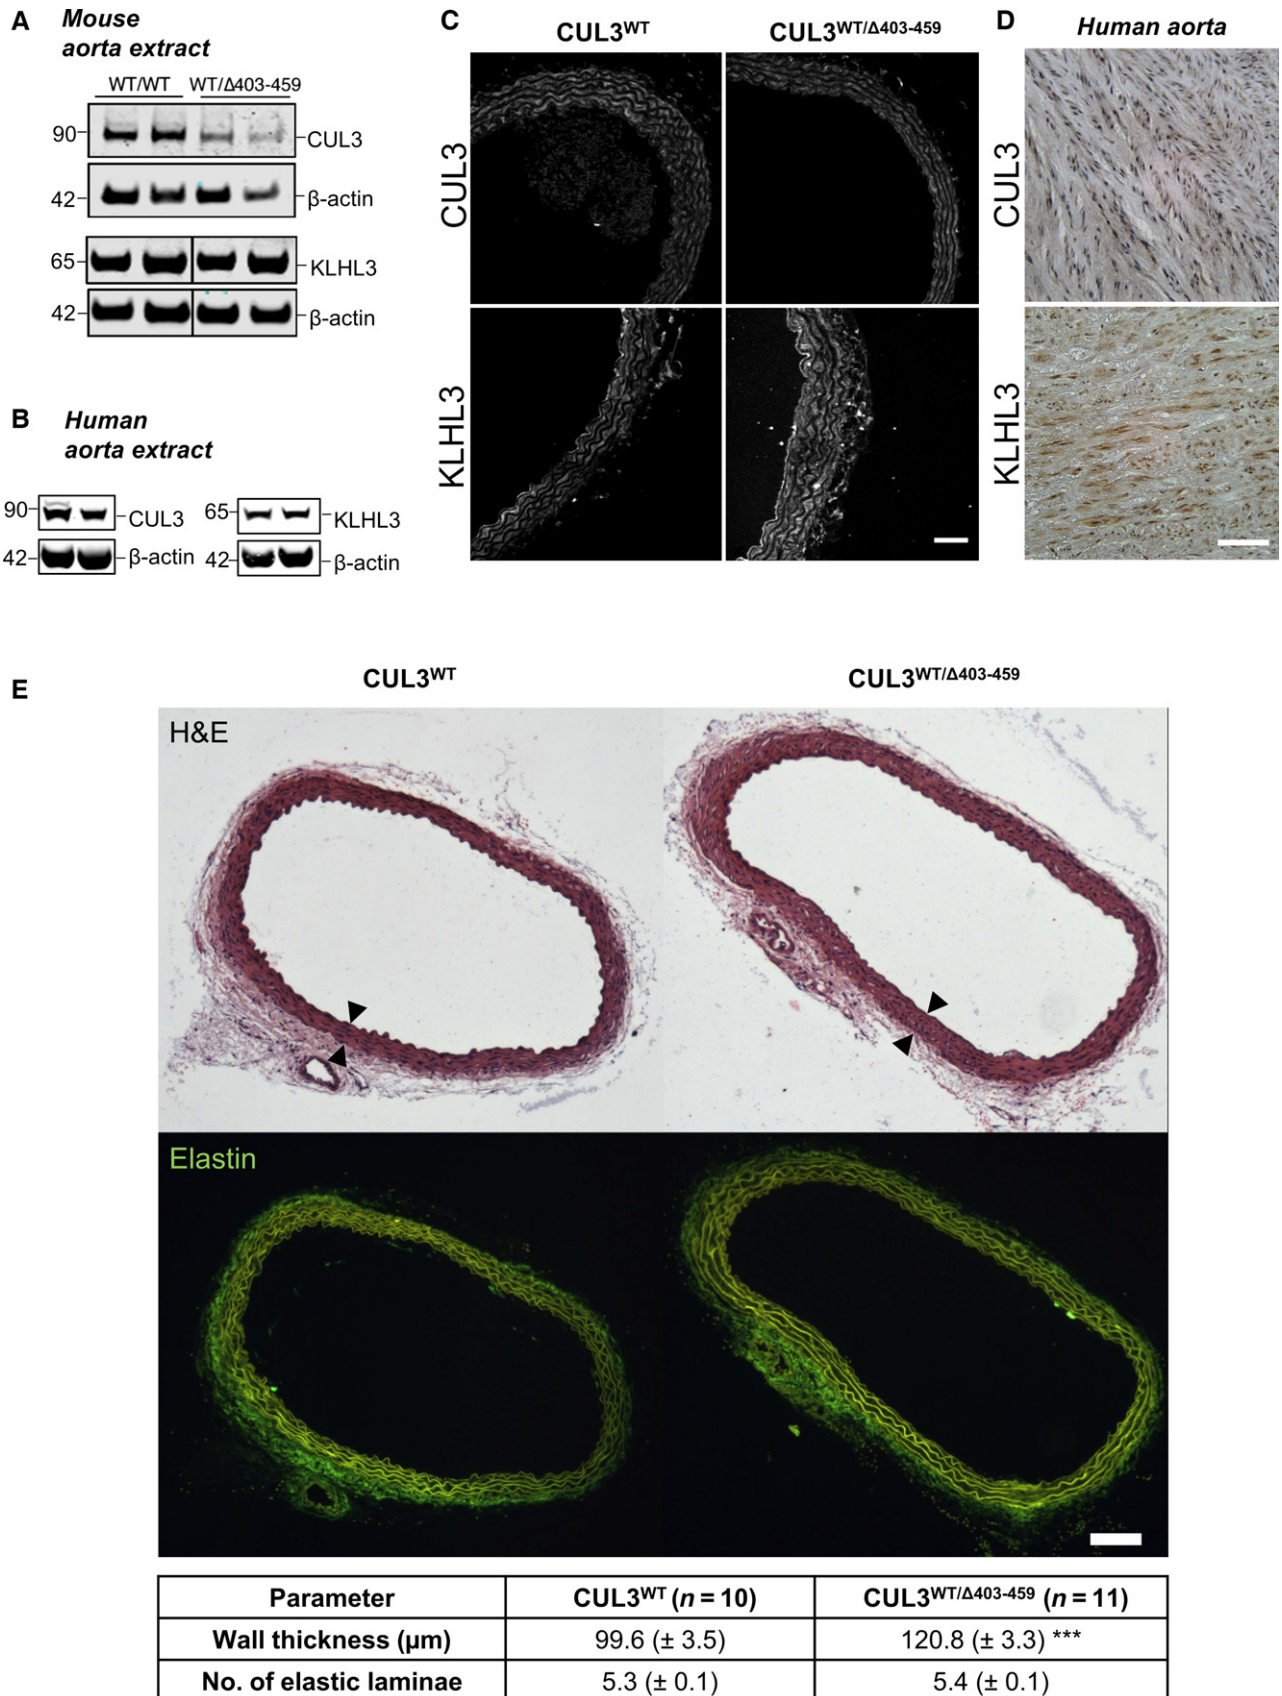 A Mouse
aorta extract
WT/WT WT/Δ403-459
90 CUL3
42 β-actin
65 KLHL3
42 β-actin
B Human
aorta extract
90 CUL3
42 β-actin
65 KLHL3
42 β-actin
C CUL3WT CUL3WT/Δ403-459
CUL3
KLHL3
D Human aorta
CUL3
KLHL3
E CUL3WT CUL3WT/Δ403-459
H&E
Elastin
Parameter CUL3WT (n = 10) CUL3WT/Δ403-459 (n = 11)
Wall thickness (µm) 99.6 (± 3.5) 120.8 (± 3.3) ***
No. of elastic laminae 5.3 (± 0.1) 5.4 (± 0.1)